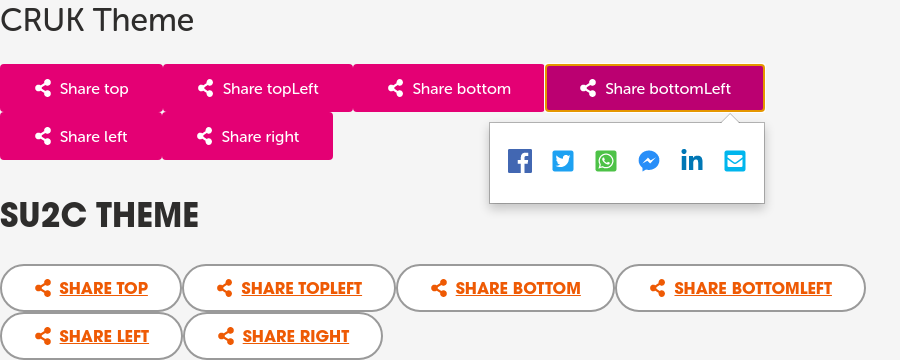 CRUK Theme
Share top Share topLeft Share bottom Share bottomLeft
Share left Share right
SU2C THEME
SHARE TOP SHARE TOPLEFT SHARE BOTTOM SHARE BOTTOMLEFT
SHARE LEFT SHARE RIGHT